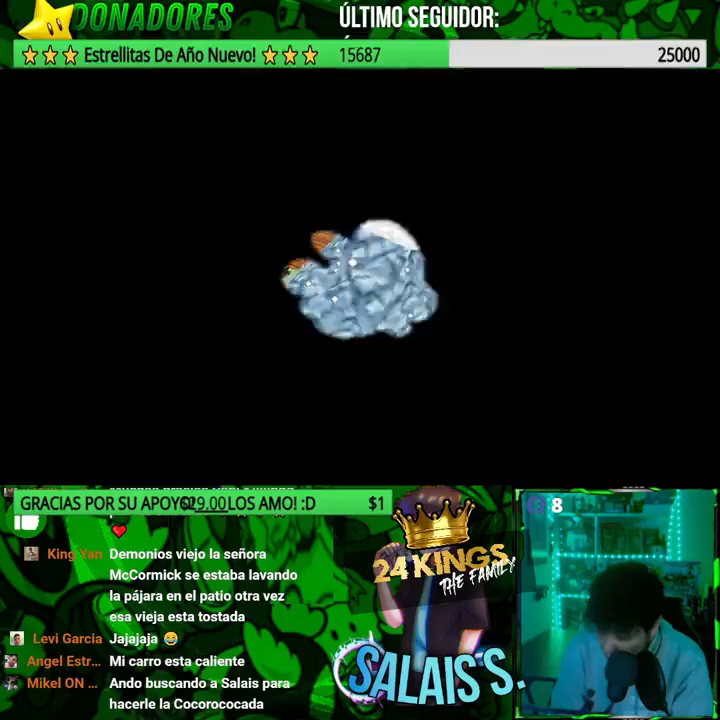 DONADORES
ÚLTIMO SEGUIDOR:
Estrellitas De Año Nuevo! 15687 25000
GRACIAS POR SU APOYO LOS AMO! :D $1
$29.00
8
King Yan Demonios viejo la señora
McCormick se estaba lavando
la pájara en el patio otra vez
esa vieja esta tostada
Levi Garcia Jajajaja 😂
Angel Estr... Mi carro esta caliente
Mikel ON ... Ando buscando a Salais para
hacerle la Cocorococada
24 KINGS
THE FAMILY
SALAIS S.